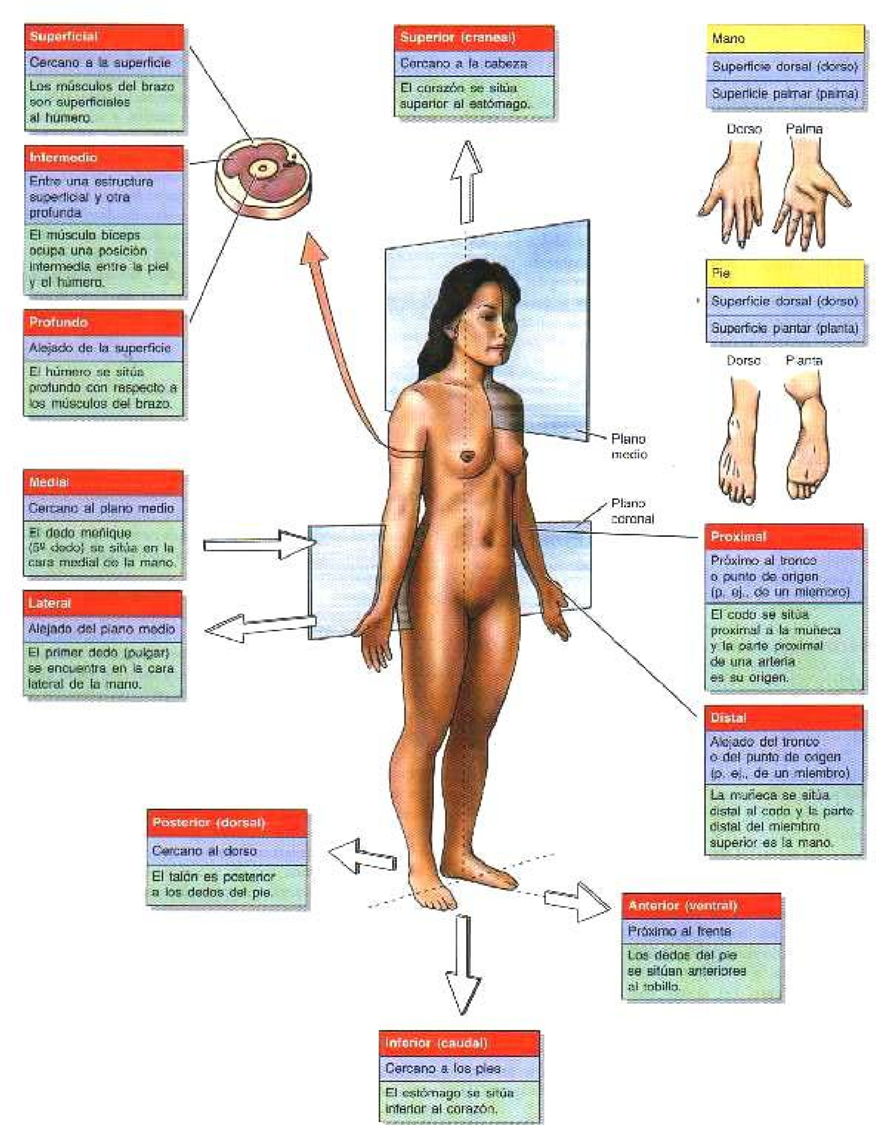 Superficial
Cercano a la superficie
Los músculos del brazo
son superficiales
al húmero.
Intermedio
Entre una estructura
superficial y otra
profunda
El músculo bíceps
ocupa una posición
intermedia entre la piel
y el húmero.
Profundo
Alejado de la superficie
El húmero se sitúa
profundo con respecto a
los músculos del brazo.
Superior (craneal)
Cercano a la cabeza
El corazón se sitúa
superior al estómago.
Mano
Superficie dorsal (dorso)
Superficie palmar (palma)
Dorso Palma
Pie
Superficie dorsal (dorso)
Superficie plantar (planta)
Dorso Planta
Plano
medio
Plano
coronal
Medial
Cercano al plano medio
El dedo meñique
(5º dedo) se sitúa en la
cara medial de la mano.
Lateral
Alejado del plano medio
El primer dedo (pulgar)
se encuentra en la cara
lateral de la mano.
Proximal
Próximo al tronco
o punto de origen
(p. ej., de un miembro)
El codo se sitúa
proximal a la muñeca
y la parte proximal
de una arteria
es su origen.
Distal
Alejado del tronco
o del punto de origen
(p. ej., de un miembro)
La muñeca se sitúa
distal al codo y la parte
distal del miembro
superior es la mano.
Posterior (dorsal)
Cercano al dorso
El talón es posterior
a los dedos del pie.
Anterior (ventral)
Próximo al frente
Los dedos del pie
se sitúan anteriores
al tobillo.
Inferior (caudal)
Cercano a los pies
El estómago se sitúa
inferior al corazón.